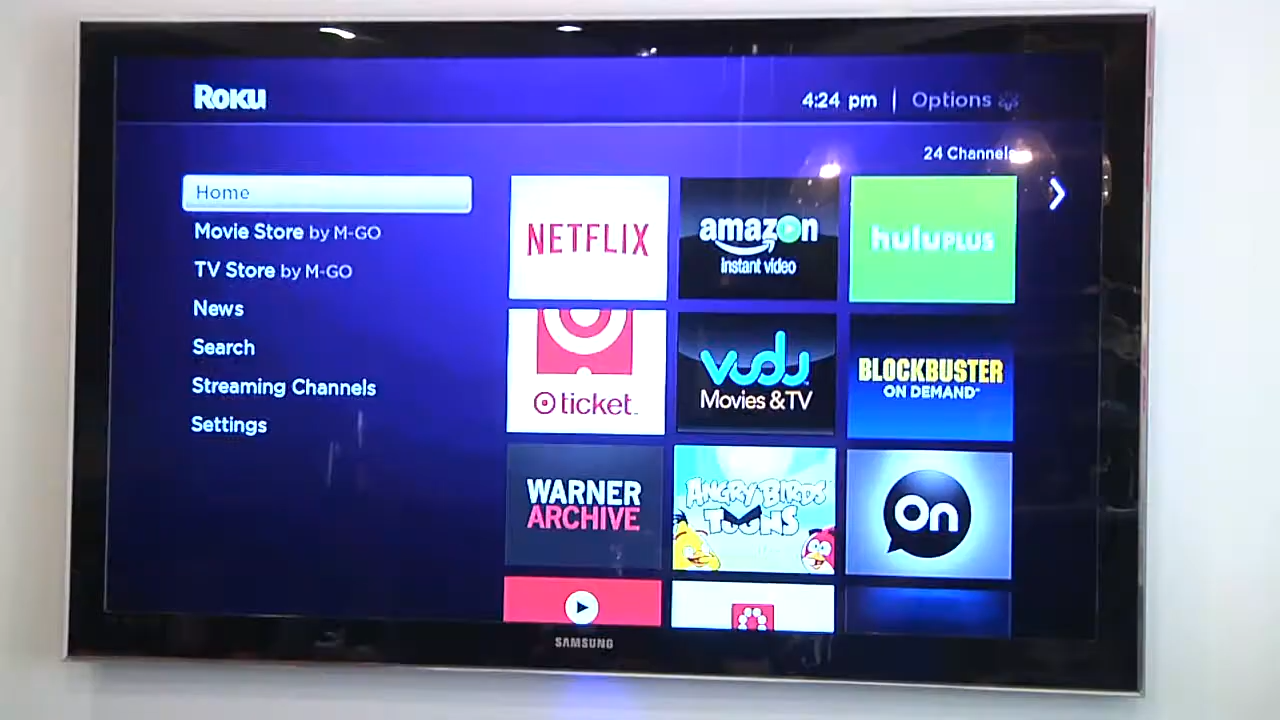 Roku
4:24 pm | Options
24 Channels
Home
Movie Store by M-GO
TV Store by M-GO
News
Search
Streaming Channels
Settings
NETFLIX
amazon
instant video
huluPLUS
ticket
vudu
Movies & TV
BLOCKBUSTER
ON DEMAND
WARNER
ARCHIVE
ANGRY BIRDS
TOONS
On
SAMSUNG